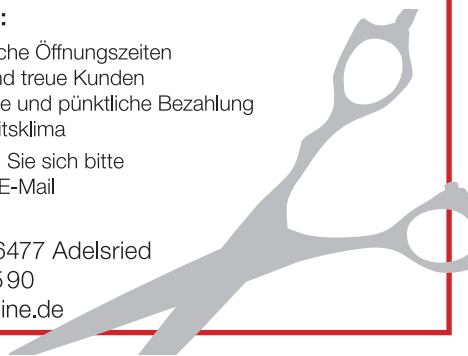 :
che Öffnungszeiten
nd treue Kunden
e und pünktliche Bezahlung
itsklima
Sie sich bitte
E-Mail
6477 Adelsried
590
ine.de